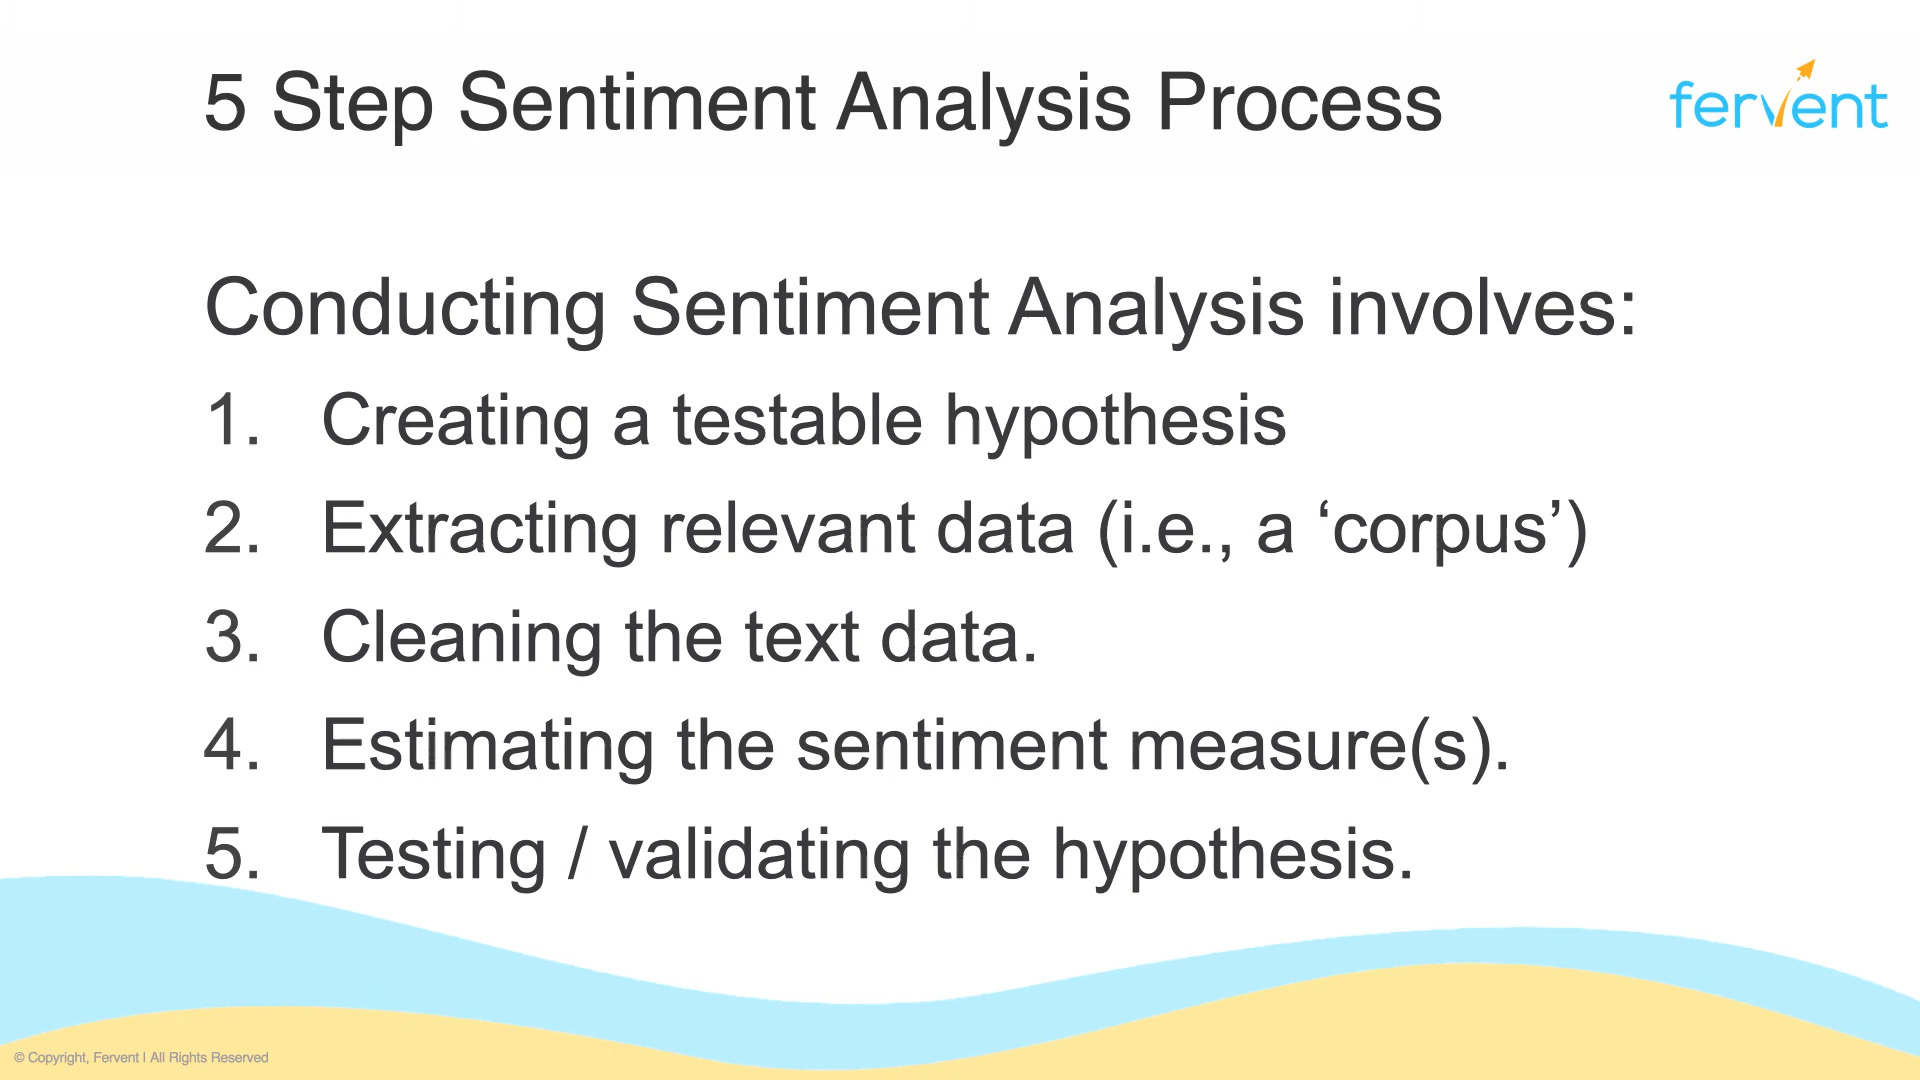 5 Step Sentiment Analysis Process
fervent
Conducting Sentiment Analysis involves:
1. Creating a testable hypothesis
2. Extracting relevant data (i.e., a ‘corpus’)
3. Cleaning the text data.
4. Estimating the sentiment measure(s).
5. Testing / validating the hypothesis.
© Copyright, Fervent | All Rights Reserved